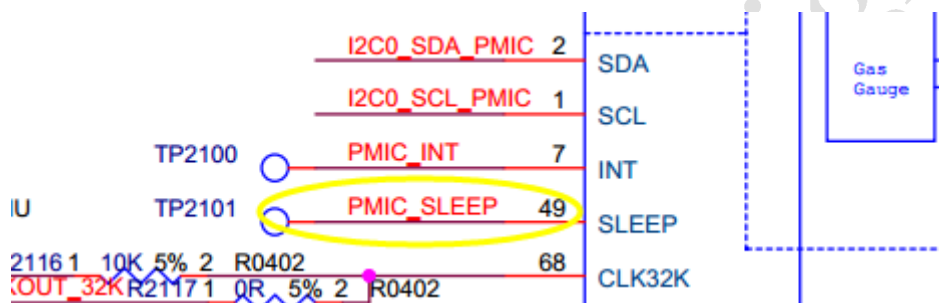 I2C0_SDA_PMIC 2
SDA
Gas
Gauge
I2C0_SCL_PMIC 1
SCL
TP2100 PMIC_INT 7
INT
TP2101 PMIC_SLEEP 49
IU
SLEEP
2116 1 10K 5% 2 R0402 68
CLK32K
KOUT_32K R2117 1 0R 5% 2 R0402